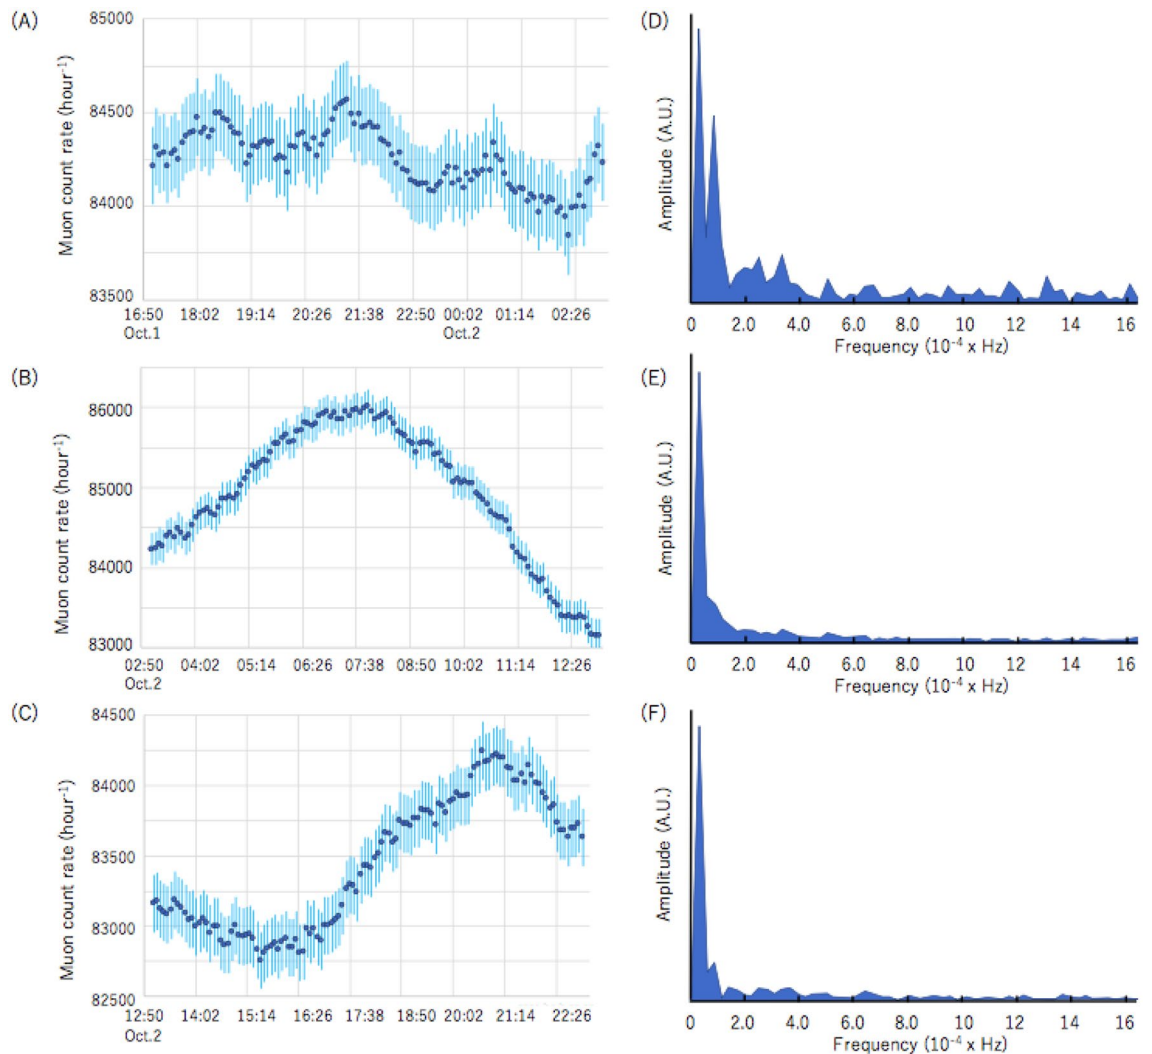 (A)
Muon count rate (hour-1)
85000
84500
84000
83500
16:50 18:02 19:14 20:26 21:38 22:50 00:02 01:14 02:26
Oct.1 Oct.2
(D)
Amplitude (A.U.)
0 2.0 4.0 6.0 8.0 10 12 14 16
Frequency (10-4 x Hz)
(B)
Muon count rate (hour-1)
86000
85000
84000
83000
02:50 04:02 05:14 06:26 07:38 08:50 10:02 11:14 12:26
Oct.2
(E)
Amplitude (A.U.)
0 2.0 4.0 6.0 8.0 10 12 14 16
Frequency (10-4 x Hz)
(C)
Muon count rate (hour-1)
84500
84000
83500
83000
82500
12:50 14:02 15:14 16:26 17:38 18:50 20:02 21:14 22:26
Oct.2
(F)
Amplitude (A.U.)
0 2.0 4.0 6.0 8.0 10 12 14 16
Frequency (10-4 x Hz)